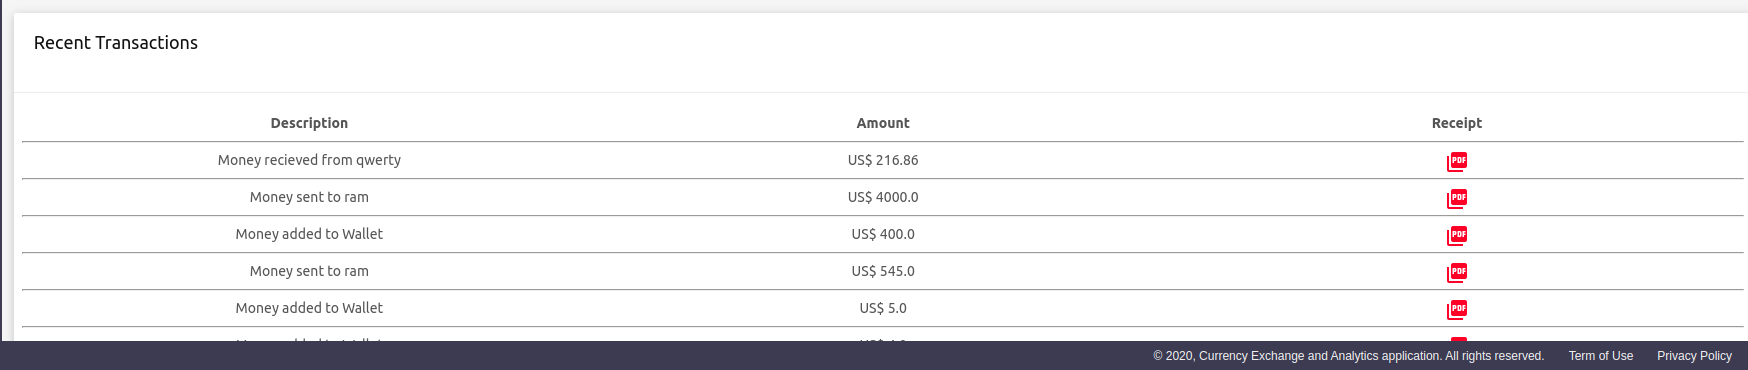 Recent Transactions
Description Amount Receipt
Money recieved from qwerty US$ 216.86 PDF
Money sent to ram US$ 4000.0 PDF
Money added to Wallet US$ 400.0 PDF
Money sent to ram US$ 545.0 PDF
Money added to Wallet US$ 5.0 PDF
© 2020, Currency Exchange and Analytics application. All rights reserved. Term of Use Privacy Policy